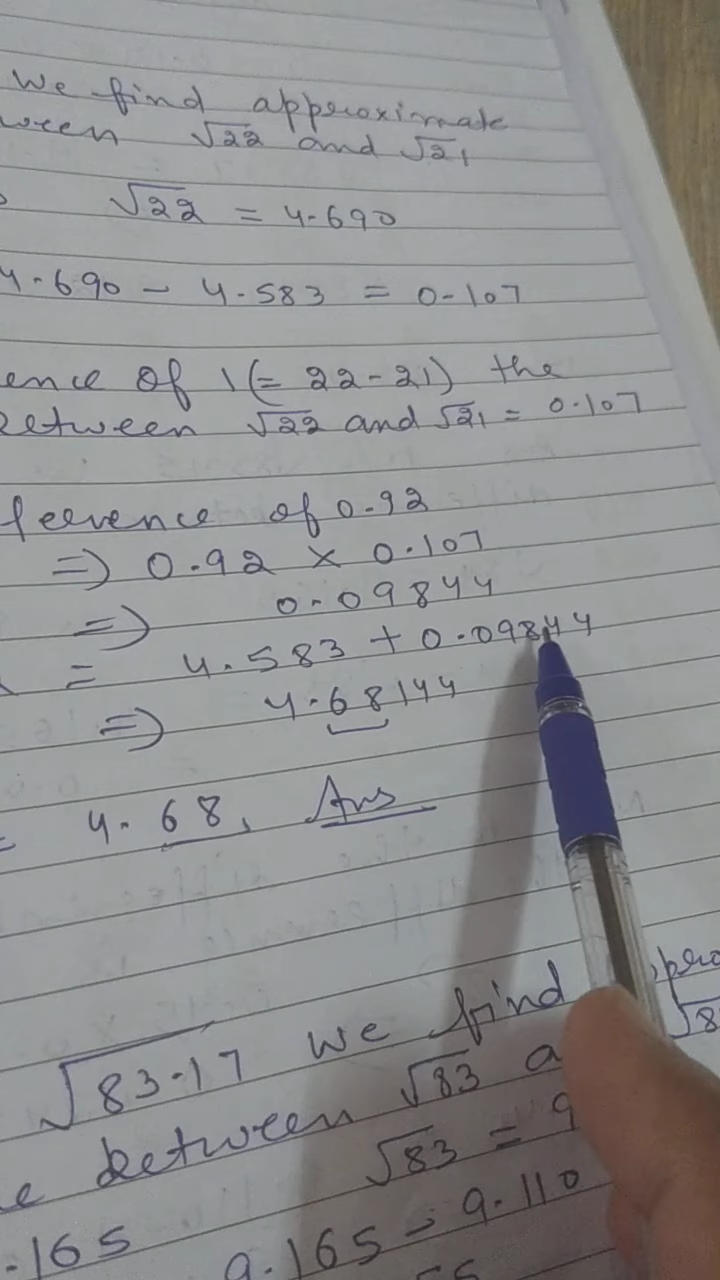 We find approximate
ween √22 and √21
√22 = 4.690
4.690 - 4.583 = 0.107
ence of 1 (= 22-21) the
between √22 and √21 = 0.107
ference of 0.92
=> 0.92 × 0.107
=> 0.09844
= 4.583 + 0.09844
=> 4.68144
= 4.68, Ans
√83.17 we find
√8
e between √83 a
√83 = 9
.165 9.165 - 9.110